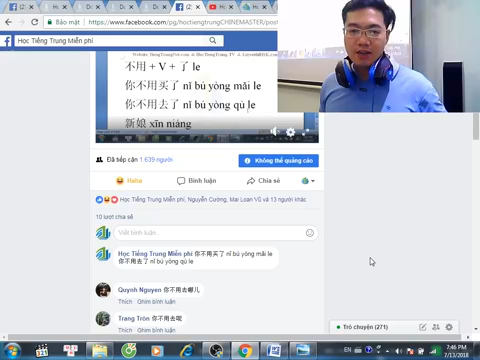 Bảo mật
https://www.facebook.com/pg/hoctiengtrungCHINEMASTER/post
Học Tiếng Trung Miễn phí
不用 + V + 了 le
你不用买了 nǐ bú yòng mǎi le
你不用去了 nǐ bú yòng qù le
新娘 xīn niáng
Đã tiếp cận 1.639 người
Không thể quảng cáo
Haha
Bình luận
Chia sẻ
Học Tiếng Trung Miễn phí, Nguyễn Cường, Mai Loan VG và 13 người khác
10 lượt chia sẻ
Viết bình luận...
Học Tiếng Trung Miễn phí 你不用买了 nǐ bú yòng mǎi le
你不用去了 nǐ bú yòng qù le
Quynh Nguyen 你不用去哪儿
Thích · Ghim bình luận
Trang Trôn 你不用去呢
Thích · Ghim bình luận
Trò chuyện (271)
EN
7:46 PM
7/13/2018